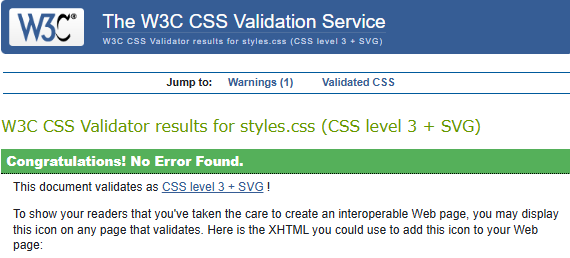 W3C®
The W3C CSS Validation Service
W3C CSS Validator results for styles.css (CSS level 3 + SVG)
Jump to: Warnings (1) Validated CSS
W3C CSS Validator results for styles.css (CSS level 3 + SVG)
Congratulations! No Error Found.
This document validates as CSS level 3 + SVG !
To show your readers that you've taken the care to create an interoperable Web page, you may display
this icon on any page that validates. Here is the XHTML you could use to add this icon to your Web
page: